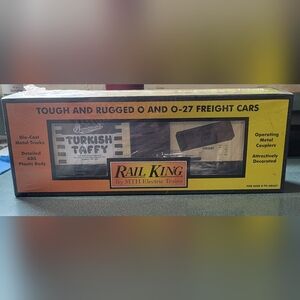 TOUGH AND RUGGED O AND O-27 FREIGHT CARS
Die-Cast
Metal Trucks
Detailed
ABS
Plastic Body
TURKISH
TAFFY
Operating
Metal
Couplers
Attractively
Decorated
RAIL KING
By MTH Electric Trains